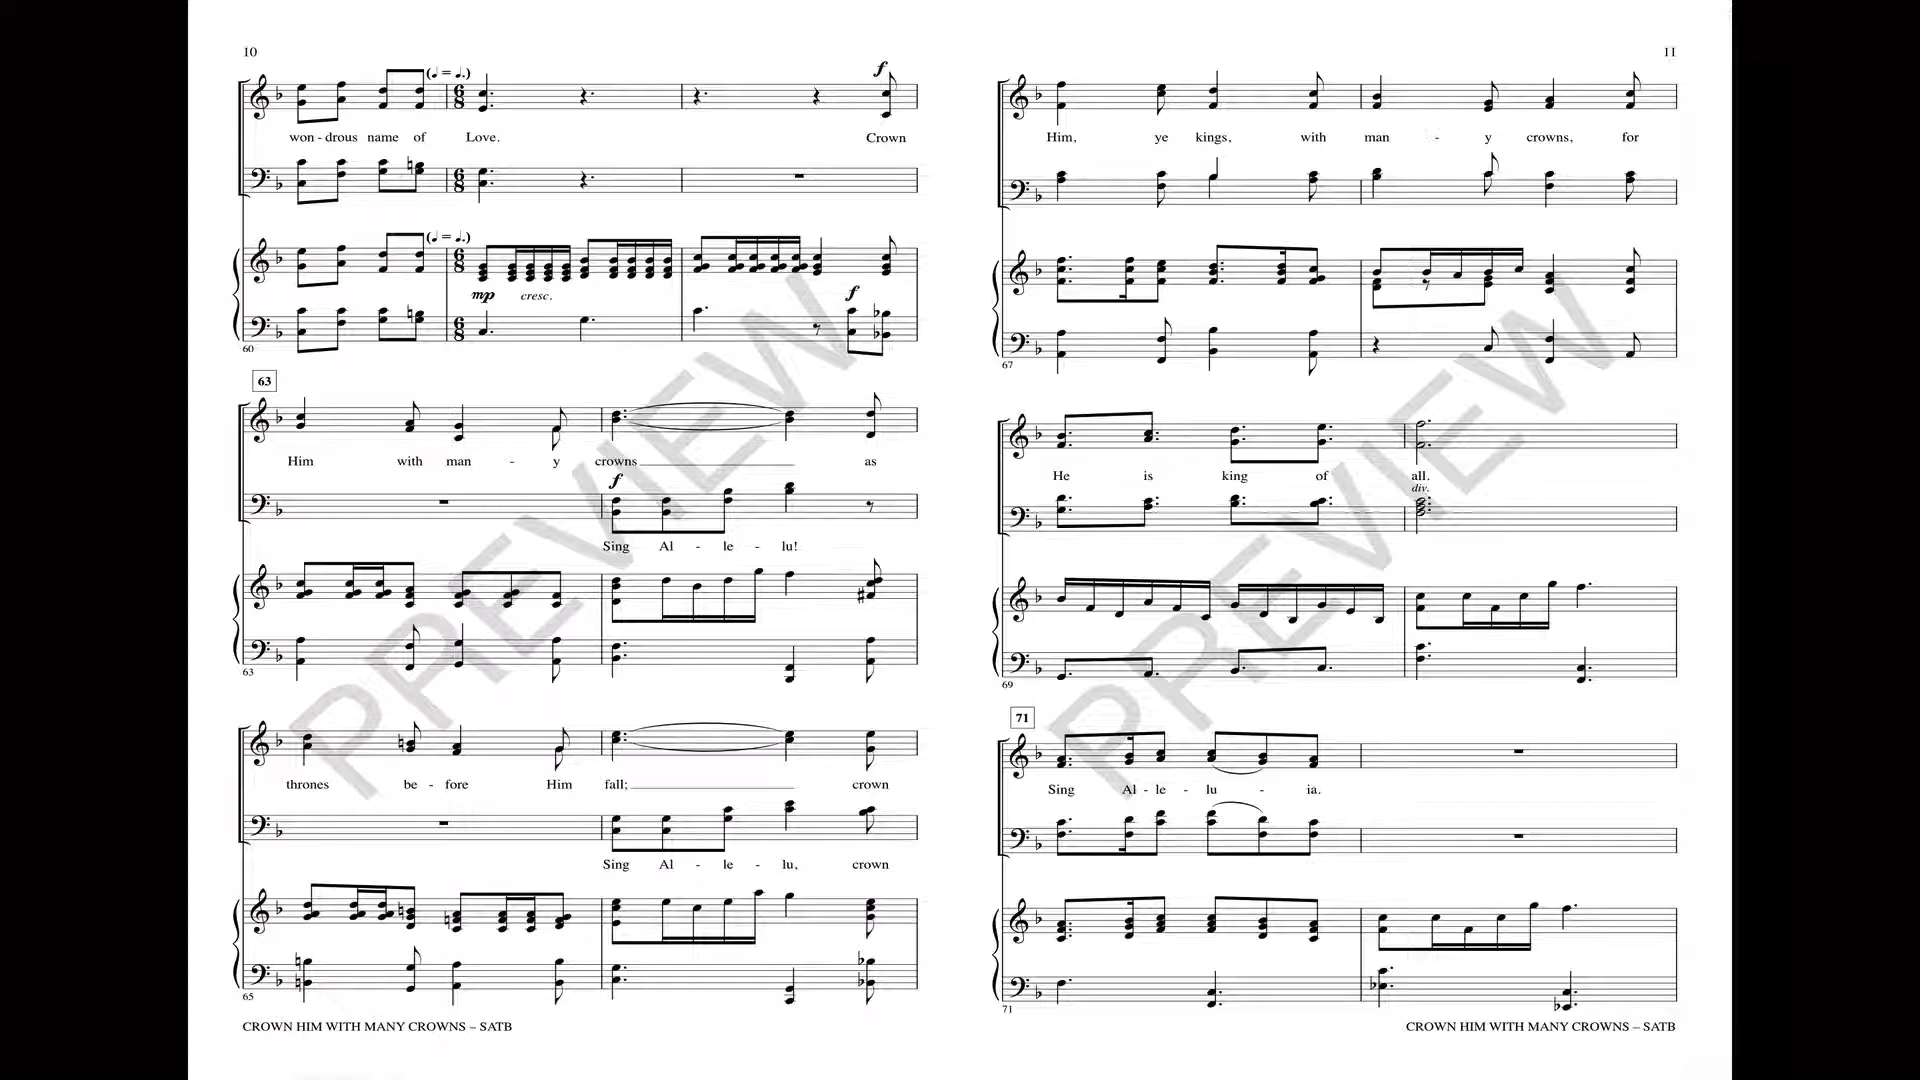 10
(♩ = ♩.)
f
won - drous name of Love. Crown
(♩ = ♩.)
mp cresc. f
60
63
Him with man - y crowns as
f
Sing Al - le - lu!
63
thrones be - fore Him fall; crown
Sing Al - le - lu, crown
65
CROWN HIM WITH MANY CROWNS – SATB
PREVIEW
11
Him, ye kings, with man - y crowns, for
67
He is king of all.
div.
69
71
Sing Al - le - lu - ia.
71
CROWN HIM WITH MANY CROWNS – SATB
PREVIEW